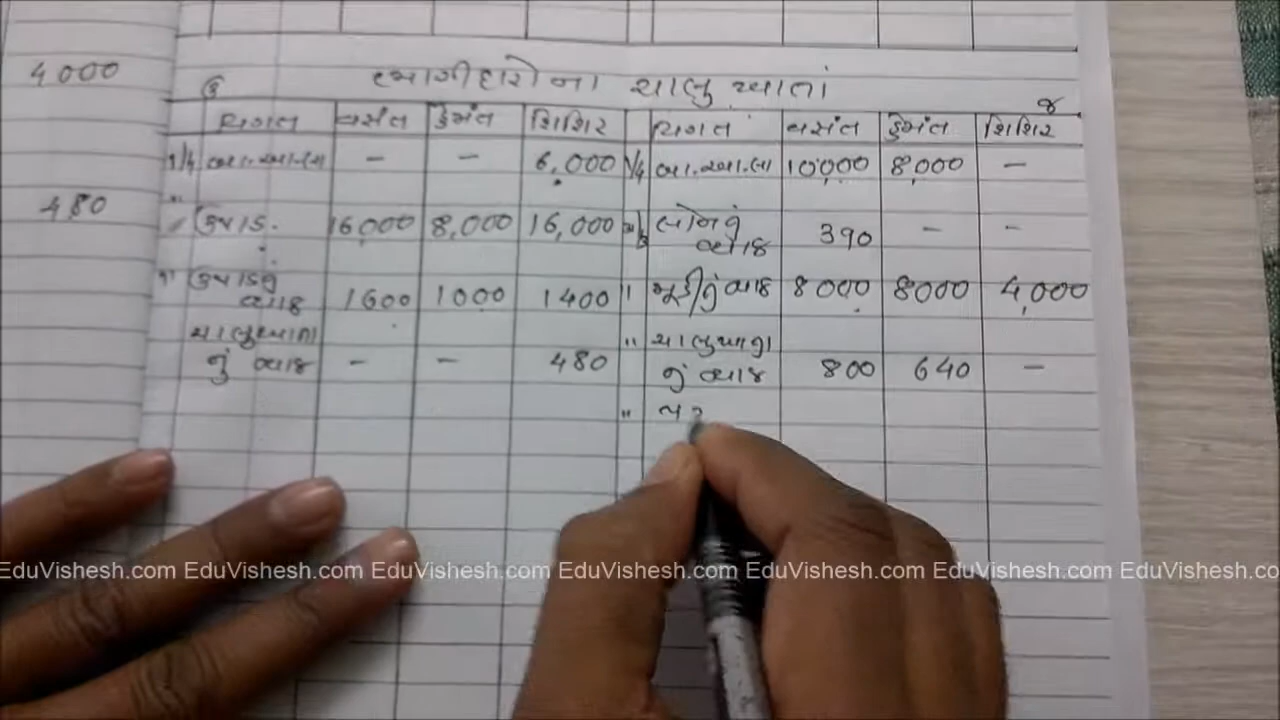 4000
ઉ ભાગીદારોના ચાલુ ખાતાં જ
વિગત વસંત હેમંત શિશિર વિગત વસંત હેમંત શિશિર
1/4 બા.આ.લા - - 6,000 1/4 બા.આ.લા 10,000 8,000 -
480
" ઉપાડ. 16,000 8,000 16,000 લોનનું
વ્યાજ 390 - -
" ઉપાડનું
વ્યાજ 1600 1000 1400 " મૂડીનું વ્યાજ 8000 8000 4,000
ચાલુખાતા " ચાલુખાતા
નું વ્યાજ - - 480 નું વ્યાજ 800 640 -
"
EduVishesh.com EduVishesh.com EduVishesh.com EduVishesh.com EduVishesh.com EduVishesh.com EduVishesh.co